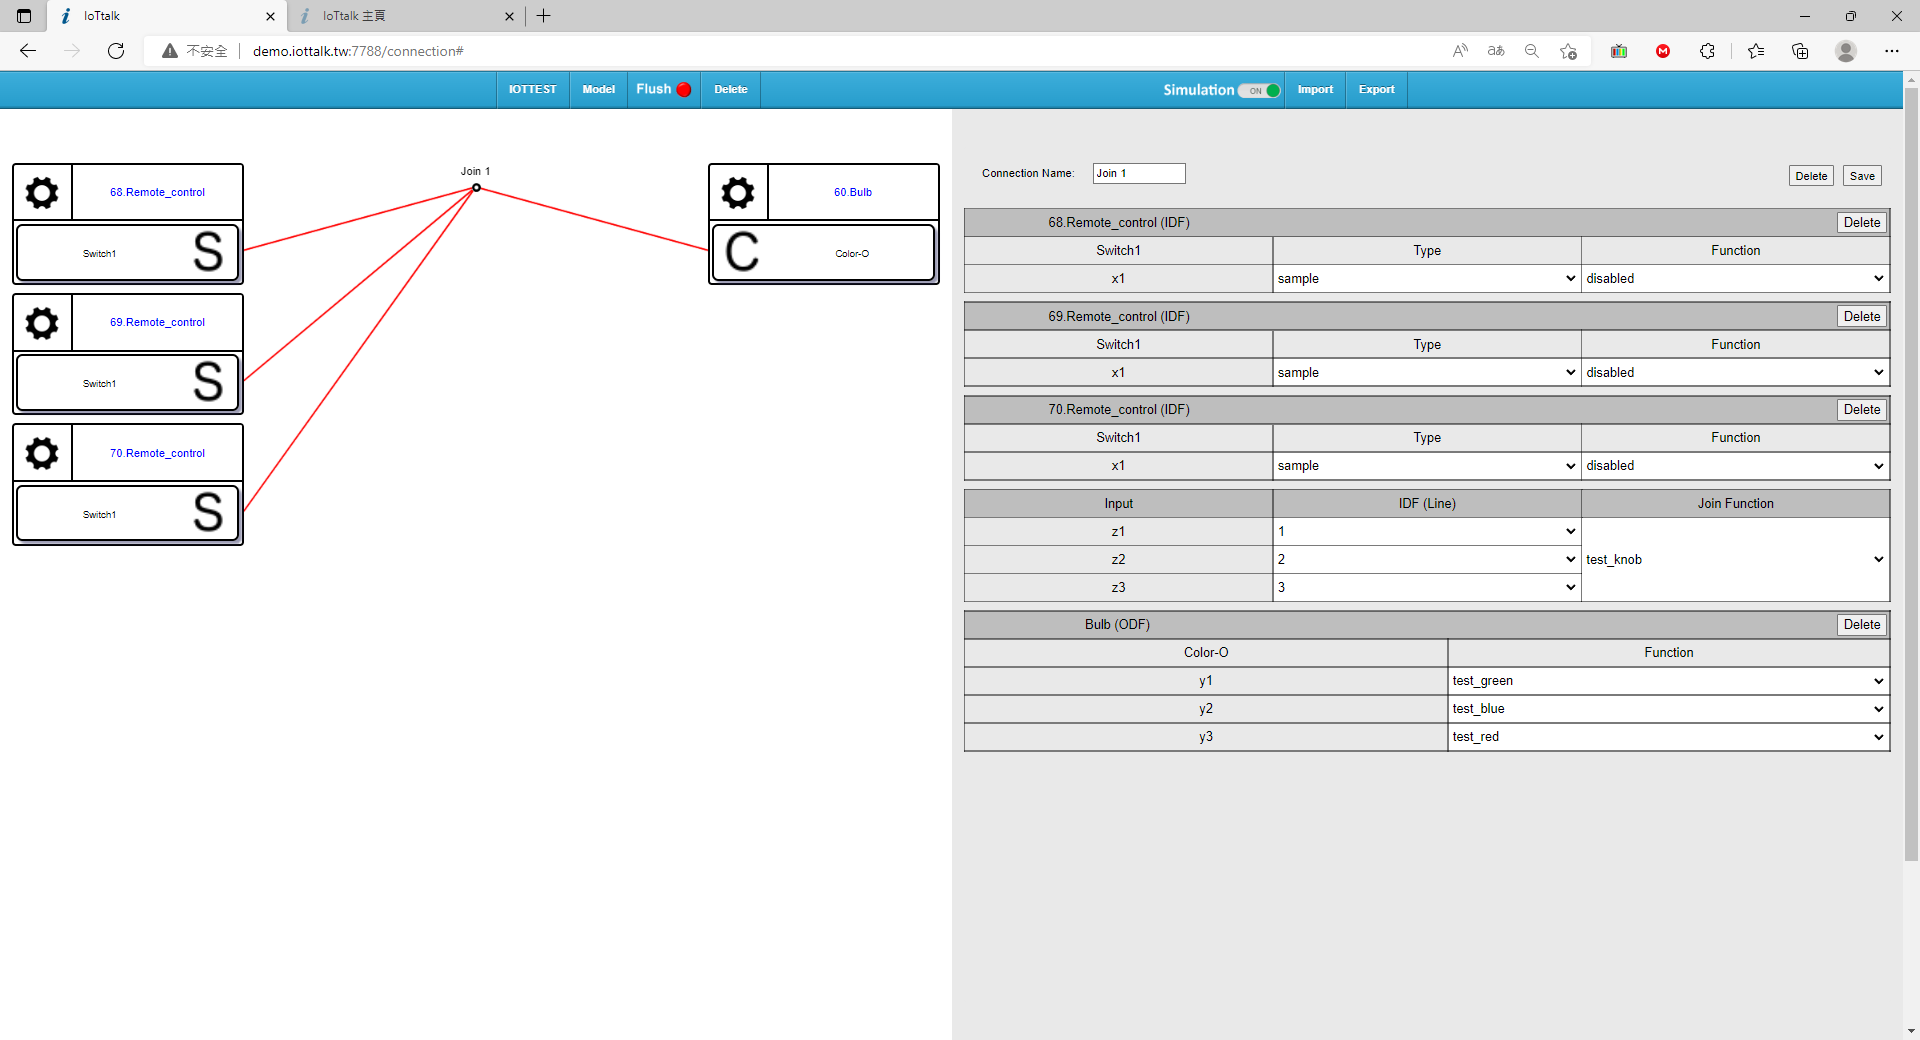 IoTtalk
IoTtalk 主頁
不安全
demo.iottalk.tw:7788/connection#
IOTTEST
Model
Flush
Delete
Simulation
ON
Import
Export
68.Remote_control
Switch1
S
69.Remote_control
Switch1
S
70.Remote_control
Switch1
S
Join 1
60.Bulb
C
Color-O
Connection Name:
Join 1
Delete
Save
68.Remote_control (IDF)
Delete
Switch1
Type
Function
x1
sample
disabled
69.Remote_control (IDF)
Delete
Switch1
Type
Function
x1
sample
disabled
70.Remote_control (IDF)
Delete
Switch1
Type
Function
x1
sample
disabled
Input
IDF (Line)
Join Function
z1
1
z2
2
test_knob
z3
3
Bulb (ODF)
Delete
Color-O
Function
y1
test_green
y2
test_blue
y3
test_red